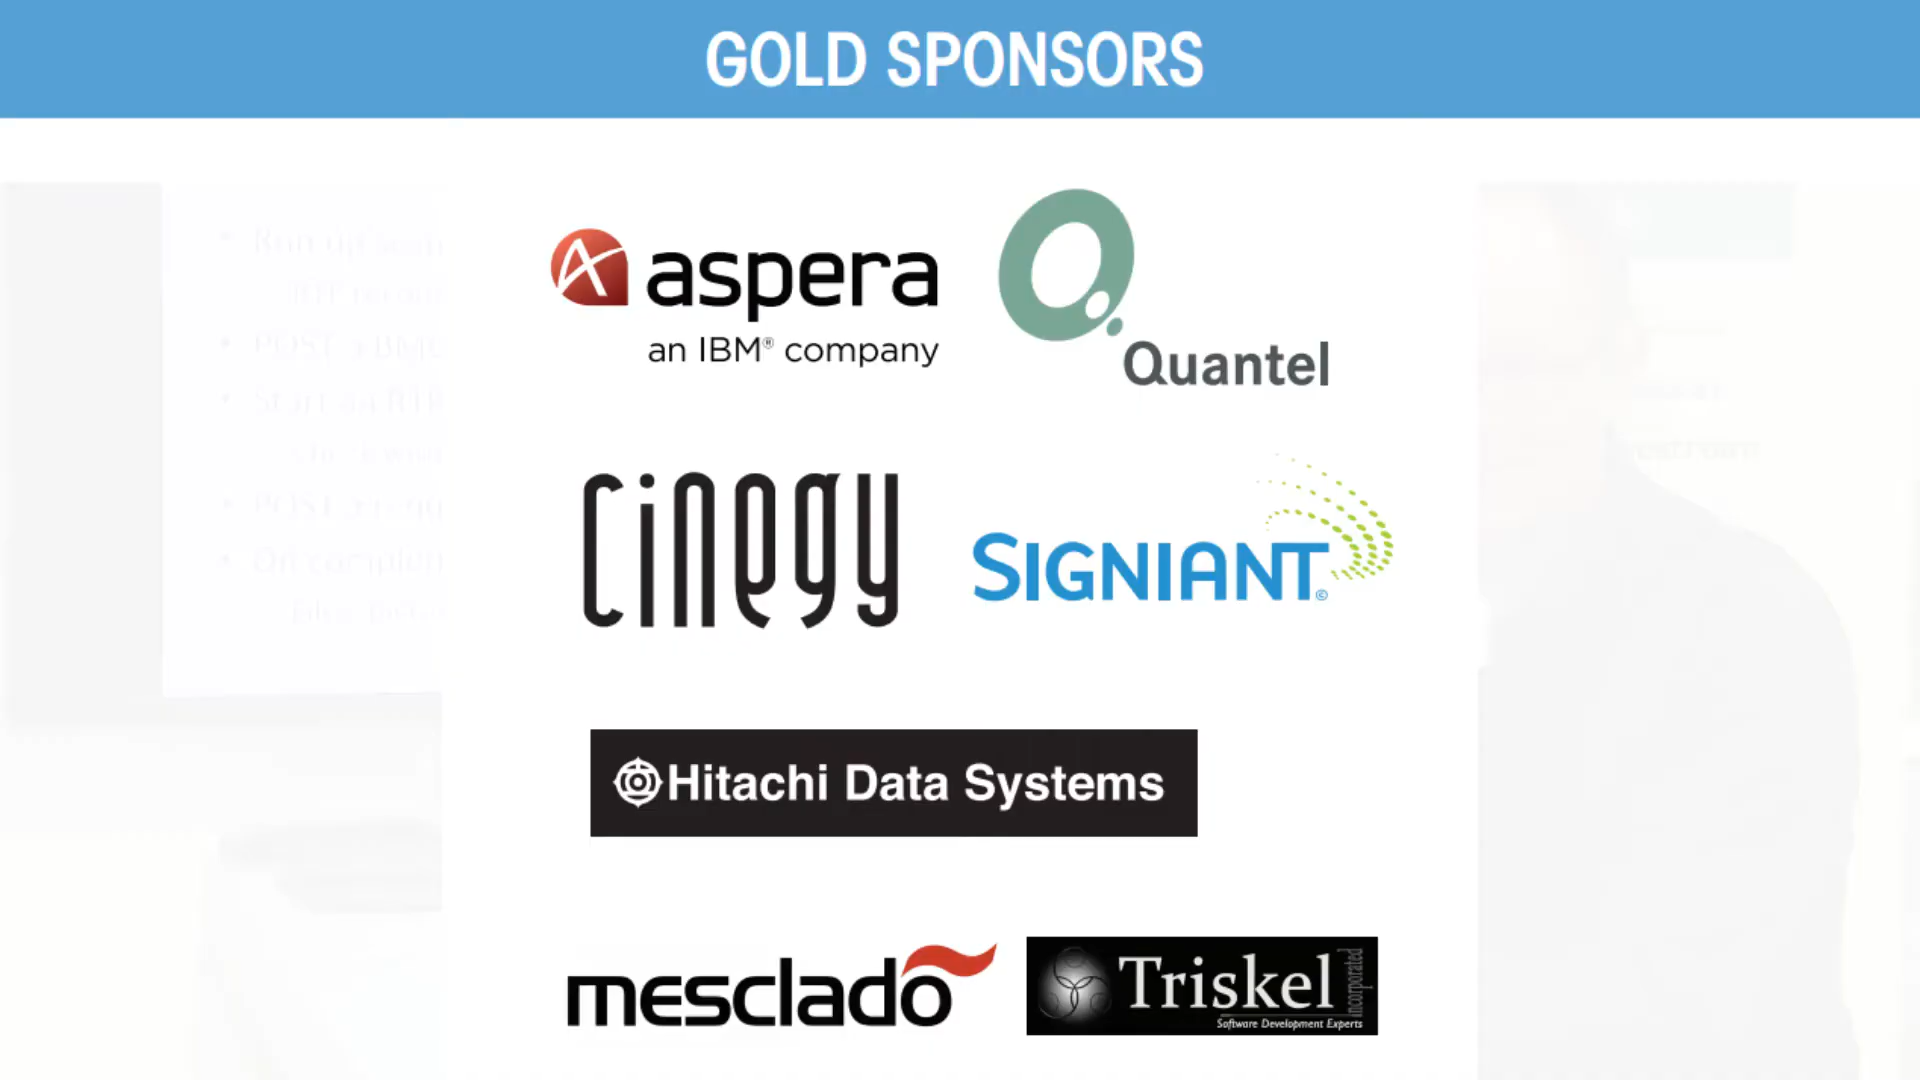 GOLD SPONSORS
aspera
an IBM® company
Quantel
cinegy
SIGNIANT©
Hitachi Data Systems
mesclado
Triskel
incorporated
Software Development Experts